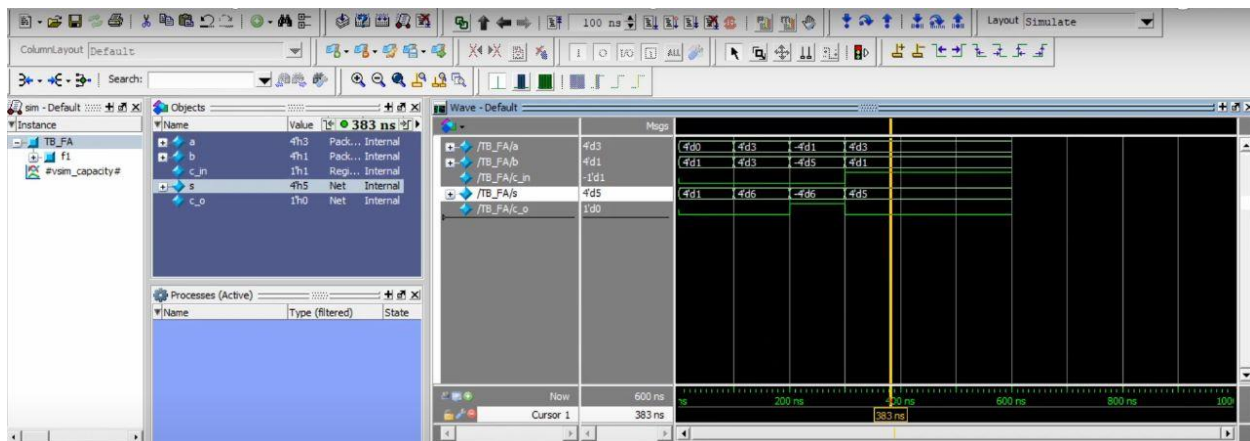 100 ns
Layout Simulate
ColumnLayout Default
Search:
sim - Default
Instance
TB_FA
f1
#vsim_capacity#
Objects
Name Value 383 ns
a 4'h3 Pack... Internal
b 4'h1 Pack... Internal
c_in 1'h1 Regi... Internal
s 4'h5 Net Internal
c_o 1'h0 Net Internal
Processes (Active)
Name Type (filtered) State
Wave - Default
Msgs
/TB_FA/a 4'd3 4'd0 4'd3 -4'd1 4'd3
/TB_FA/b 4'd1 4'd1 4'd3 -4'd5 4'd1
/TB_FA/c_in -1'd1
/TB_FA/s 4'd5 4'd1 4'd6 -4'd6 4'd5
/TB_FA/c_o 1'd0
Now 600 ns ns 200 ns 400 ns 600 ns 800 ns 100
Cursor 1 383 ns 383 ns